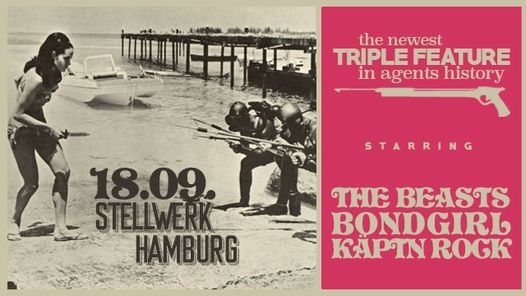 18.09.
STELLWERK
HAMBURG
the newest
TRIPLE FEATURE
in agents history
STARRING
THE BEASTS
BONDGIRL
KÄPTN ROCK